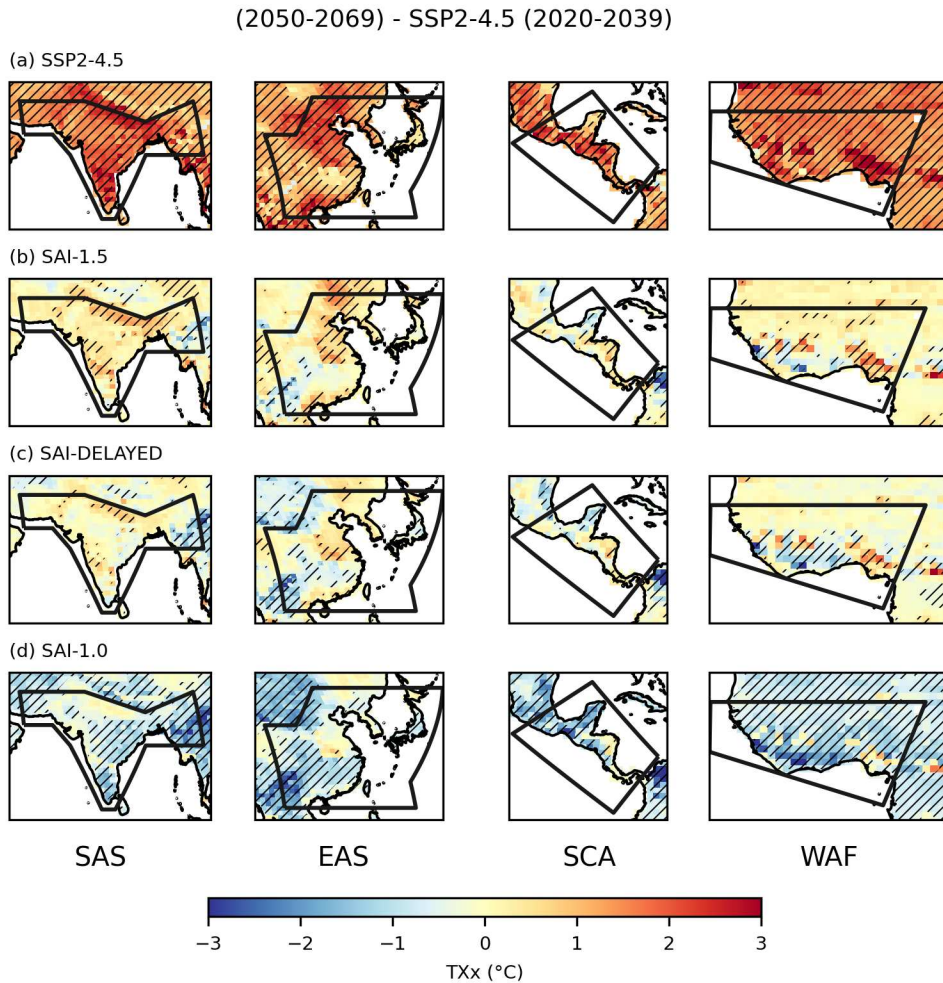 (2050-2069) - SSP2-4.5 (2020-2039)
(a) SSP2-4.5
(b) SAI-1.5
(c) SAI-DELAYED
(d) SAI-1.0
SAS EAS SCA WAF
−3 −2 −1 0 1 2 3
TXx (°C)